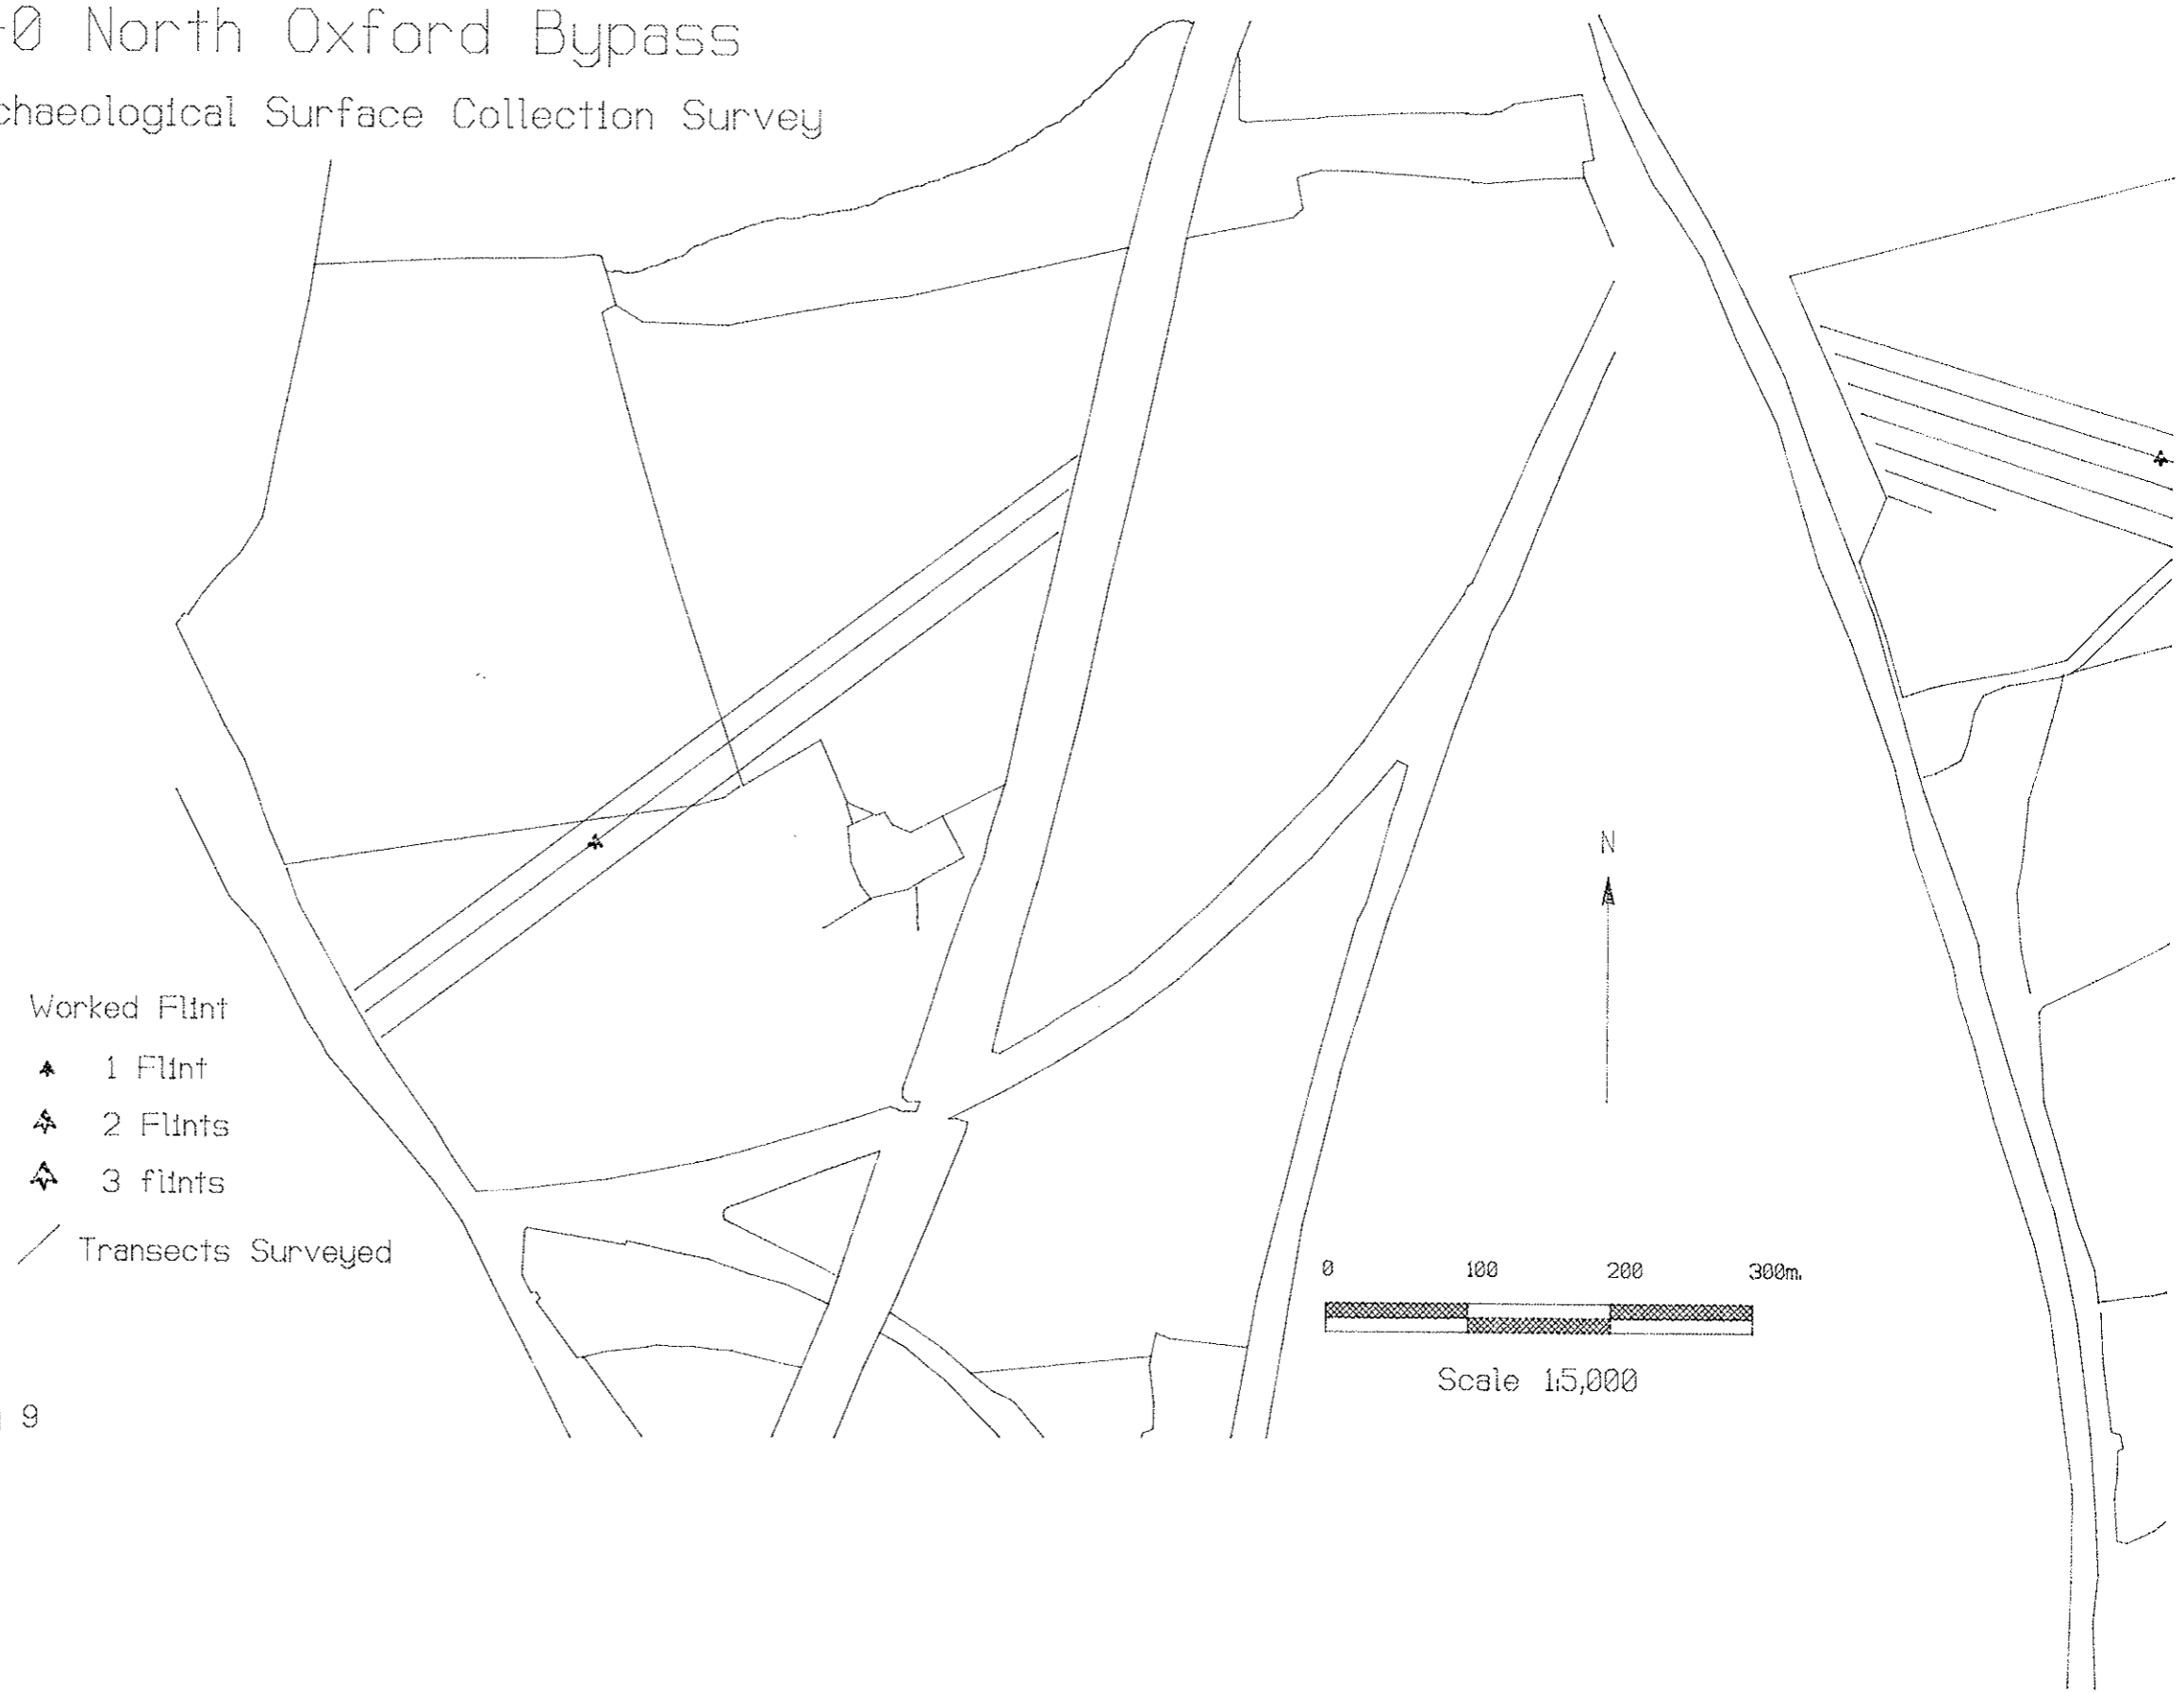 0 North Oxford Bypass
chaeological Surface Collection Survey
N
Worked Flint
1 Flint
2 Flints
3 flints
Transects Surveyed
0 100 200 300m.
Scale 1:5,000
9